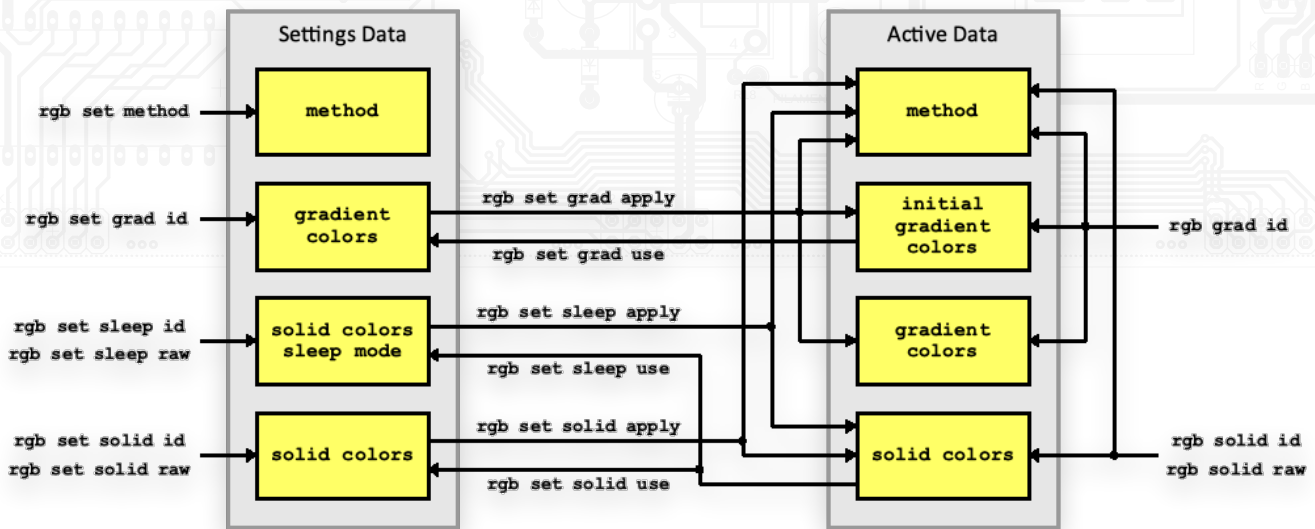 Settings Data
Active Data
rgb set method
method
method
rgb set grad id
gradient
colors
rgb set grad apply
rgb set grad use
initial
gradient
colors
rgb grad id
rgb set sleep id
rgb set sleep raw
solid colors
sleep mode
rgb set sleep apply
rgb set sleep use
gradient
colors
rgb set solid id
rgb set solid raw
solid colors
rgb set solid apply
rgb set solid use
solid colors
rgb solid id
rgb solid raw